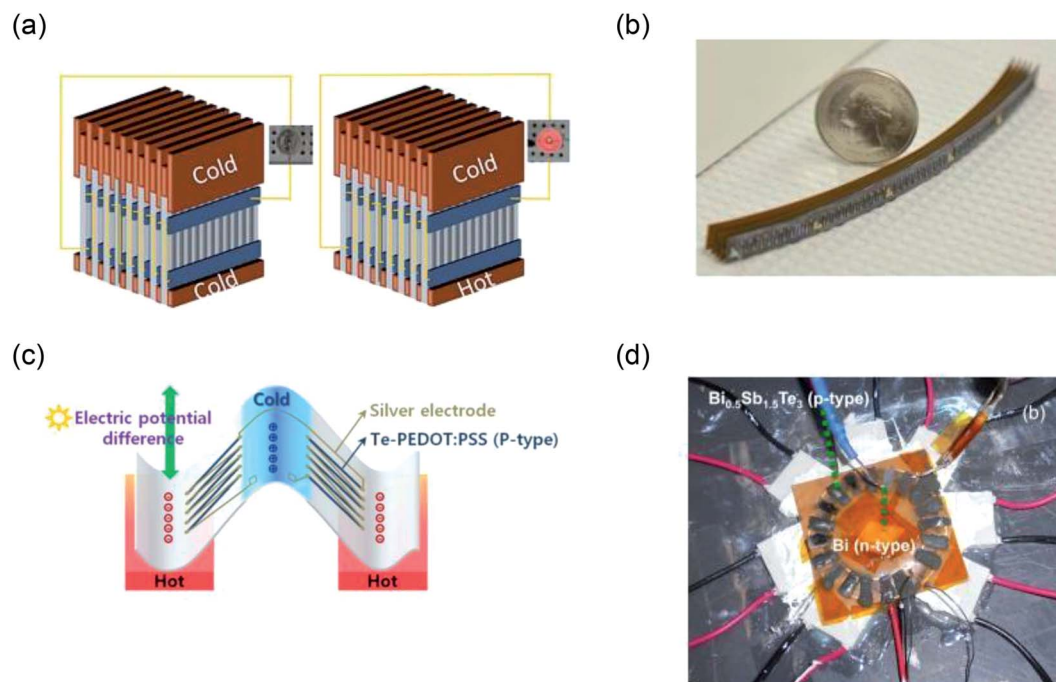 (a)
Cold
Cold
Cold
Hot
(b)
(c)
Electric potential
difference
Cold
Silver electrode
Te-PEDOT:PSS (P-type)
Hot
Hot
(d)
Bi0.5Sb1.5Te3 (p-type)
(b)
Bi (n-type)